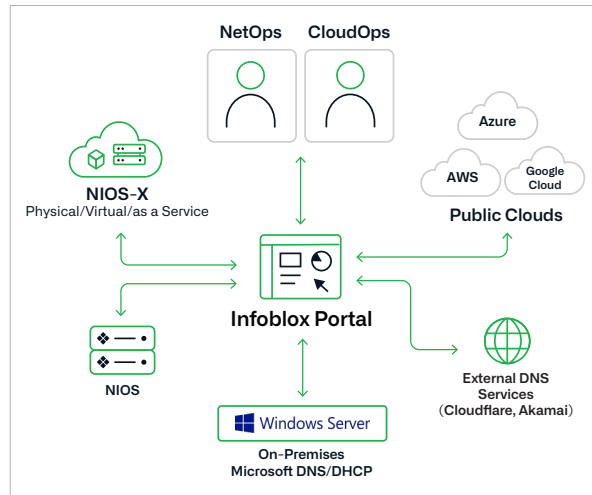 NetOps
CloudOps
Azure
AWS
Google
Cloud
Public Clouds
NIOS-X
Physical/Virtual/as a Service
Infoblox Portal
NIOS
External DNS
Services
(Cloudflare, Akamai)
Windows Server
On-Premises
Microsoft DNS/DHCP